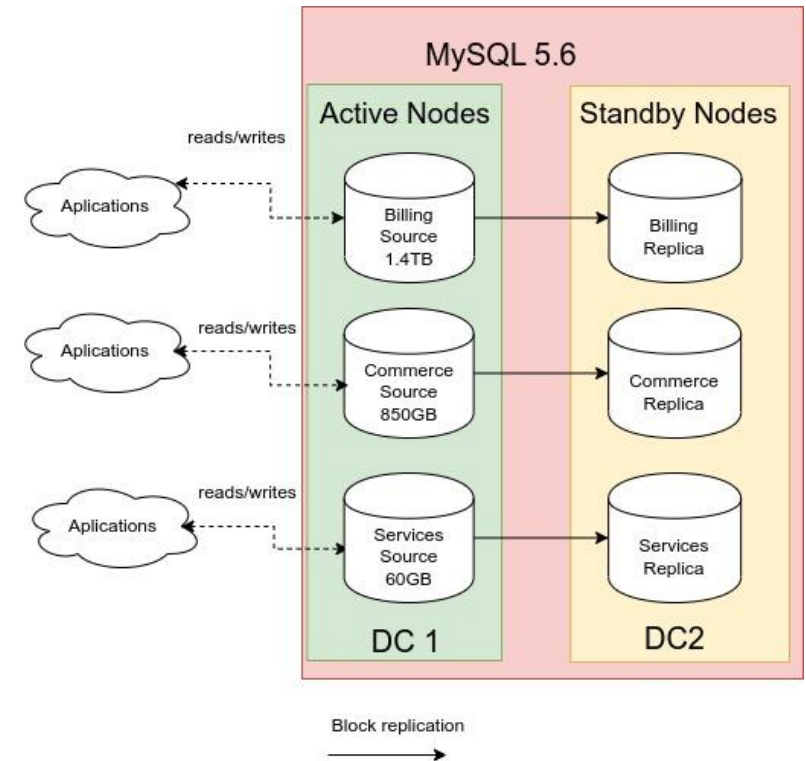 MySQL 5.6
Active Nodes
Standby Nodes
reads/writes
Aplications
Billing
Source
1.4TB
Billing
Replica
reads/writes
Aplications
Commerce
Source
850GB
Commerce
Replica
reads/writes
Aplications
Services
Source
60GB
Services
Replica
DC 1
DC2
Block replication